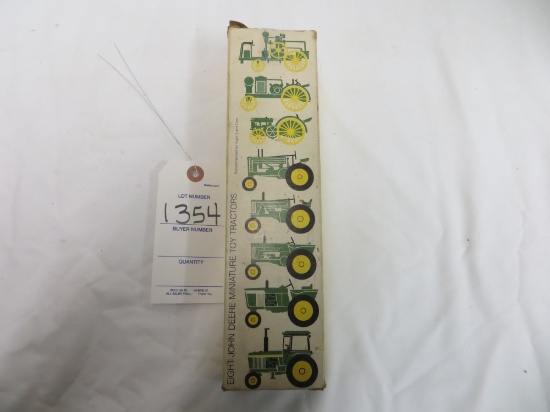 LOT NUMBER
1354
BUYER NUMBER
QUANTITY
EIGHT JOHN DEERE MINIATURE TOY TRACTORS